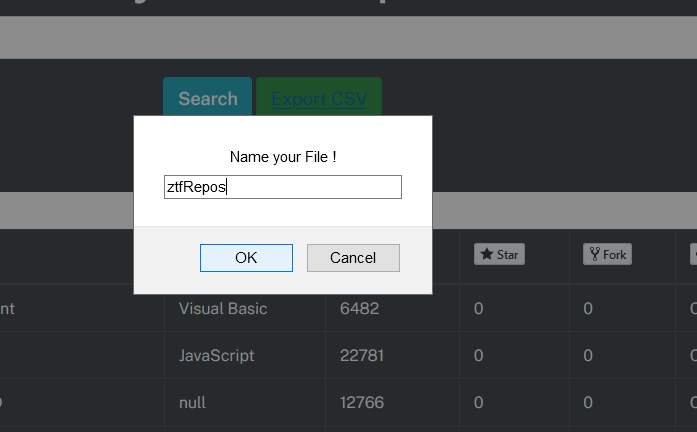 Search Export CSV
Name your File !
ztfRepos
OK Cancel
Star Fork
nt Visual Basic 6482 0 0
JavaScript 22781 0 0
null 12766 0 0